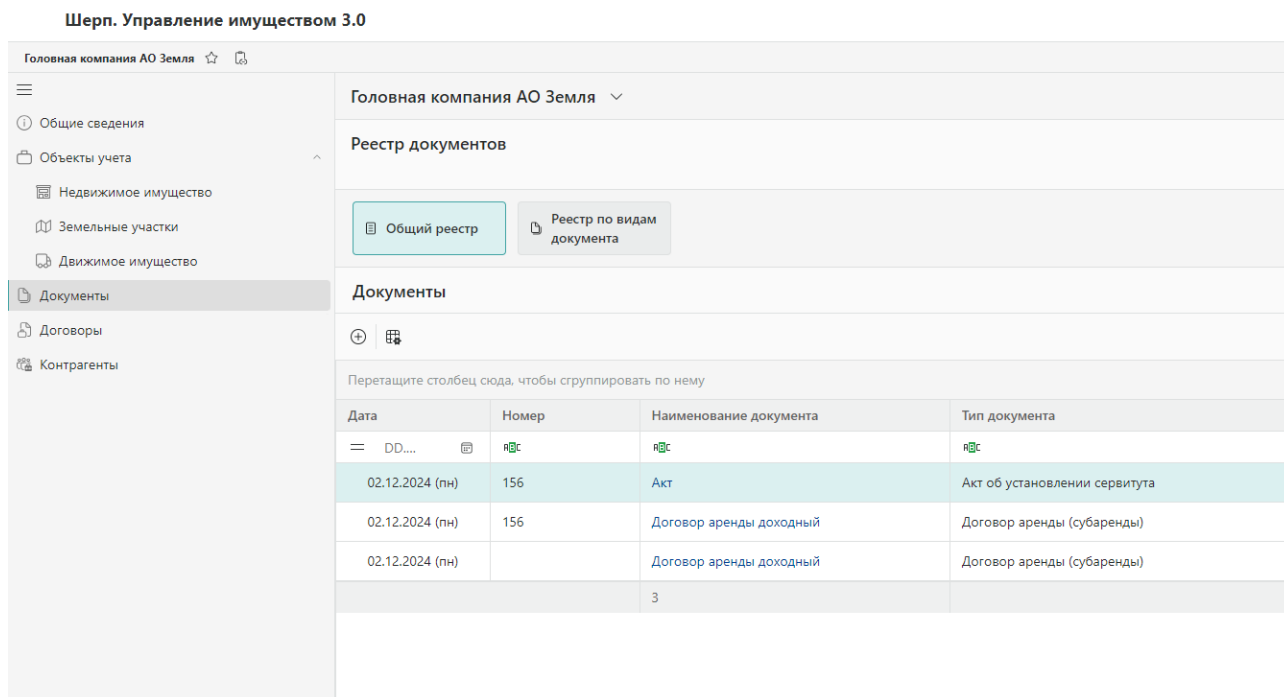 Шерп. Управление имуществом 3.0
Головная компания АО Земля
Общие сведения
Объекты учета
Недвижимое имущество
Земельные участки
Движимое имущество
Документы
Договоры
Контрагенты
Головная компания АО Земля
Реестр документов
Общий реестр
Реестр по видам
документа
Документы
Перетащите столбец сюда, чтобы сгруппировать по нему
Дата Номер Наименование документа Тип документа
DD....
02.12.2024 (пн) 156 Акт Акт об установлении сервитута
02.12.2024 (пн) 156 Договор аренды доходный Договор аренды (субаренды)
02.12.2024 (пн) Договор аренды доходный Договор аренды (субаренды)
3